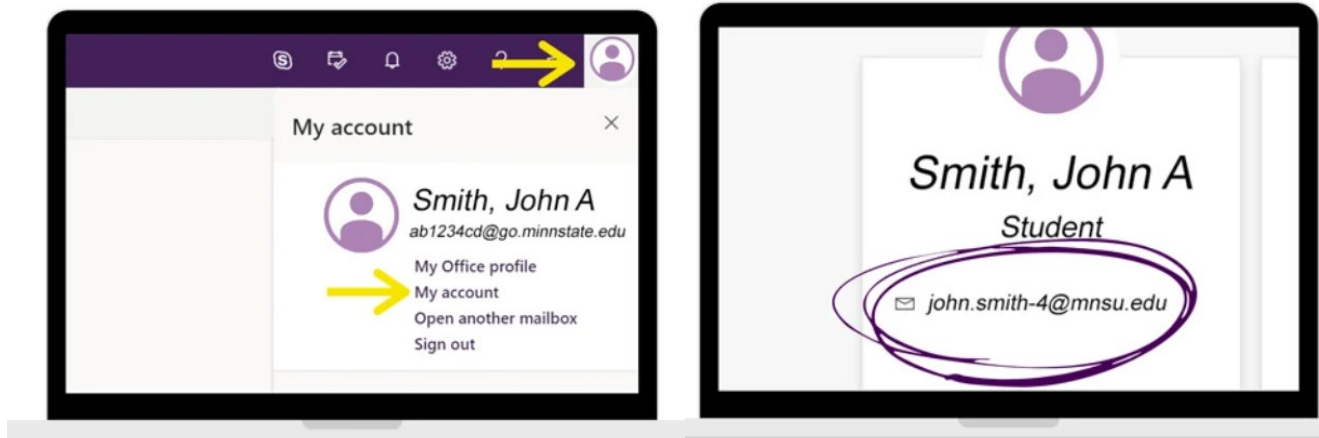 My account
Smith, John A
ab1234cd@go.minnstate.edu
My Office profile
My account
Open another mailbox
Sign out
Smith, John A
Student
john.smith-4@mnsu.edu